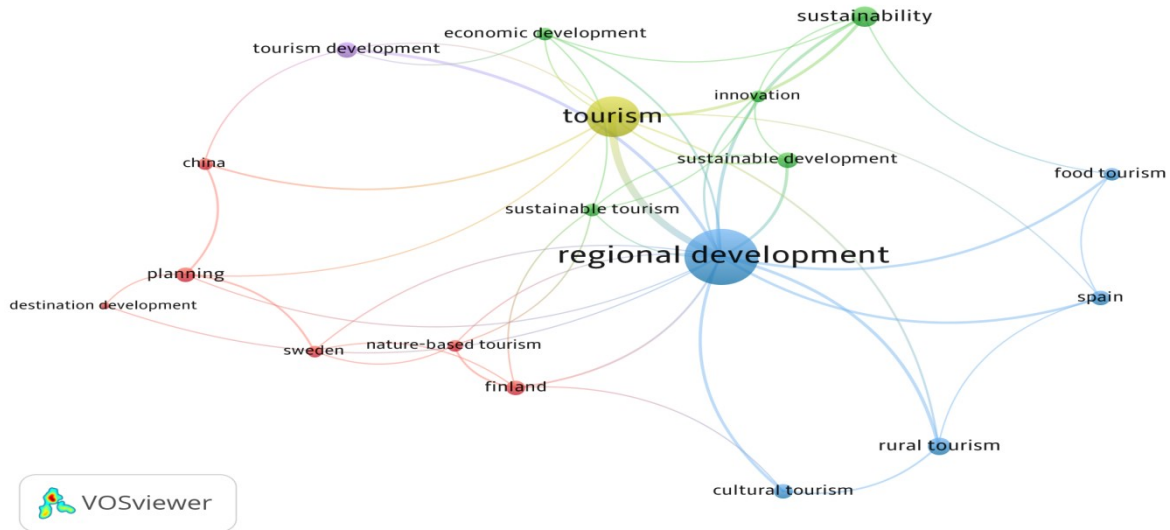 sustainability
economic development
tourism development
innovation
tourism
sustainable development
china
food tourism
sustainable tourism
regional development
planning
spain
destination development
nature-based tourism
sweden
finland
rural tourism
cultural tourism
VOSviewer